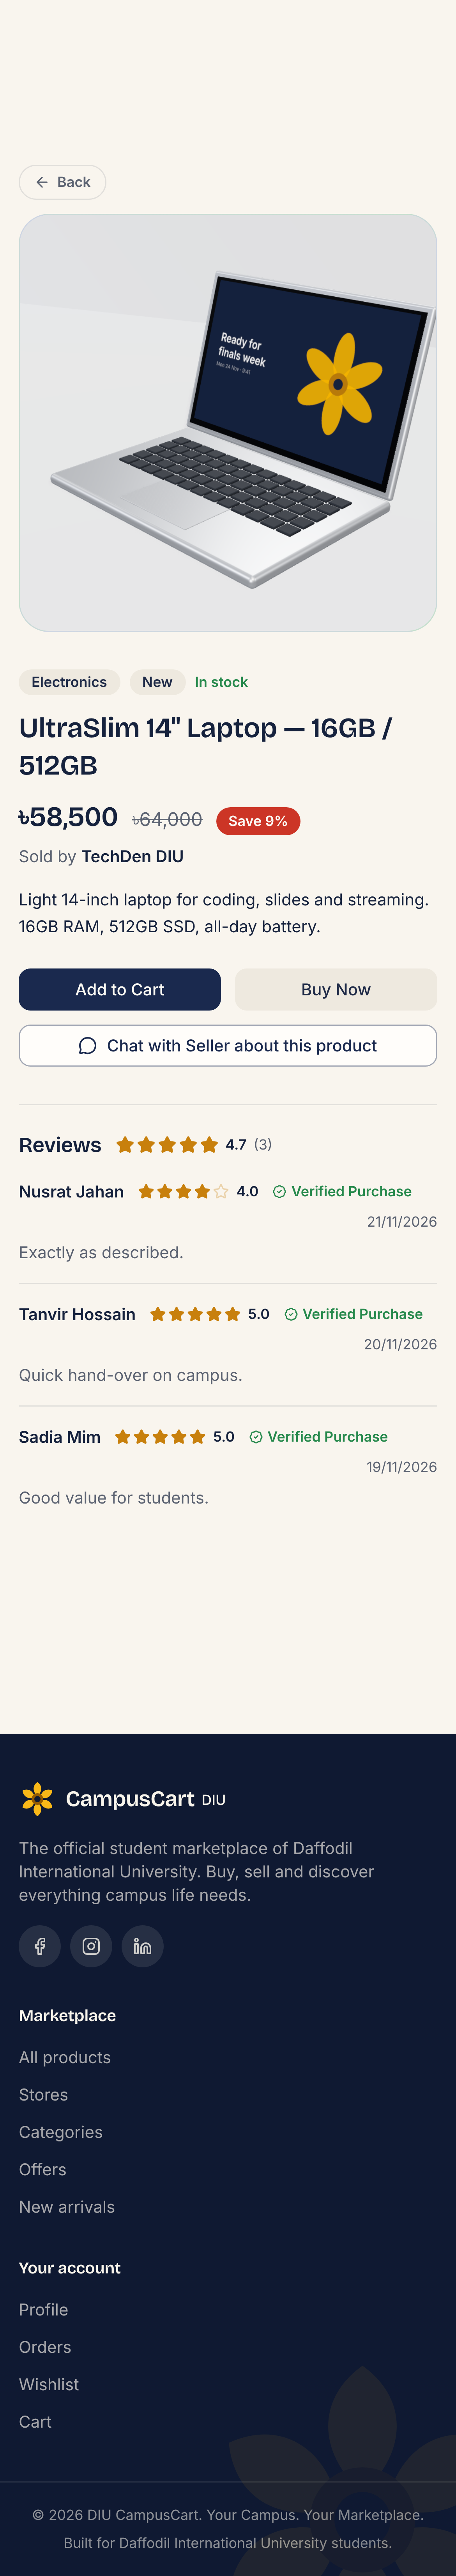 Back
Ready for
finals week
Mon 24 Nov · 9:41
Electronics New In stock
UltraSlim 14" Laptop — 16GB /
512GB
৳58,500 ৳64,000 Save 9%
Sold by TechDen DIU
Light 14-inch laptop for coding, slides and streaming.
16GB RAM, 512GB SSD, all-day battery.
Add to Cart Buy Now
Chat with Seller about this product
Reviews 4.7 (3)
Nusrat Jahan 4.0 Verified Purchase
21/11/2026
Exactly as described.
Tanvir Hossain 5.0 Verified Purchase
20/11/2026
Quick hand-over on campus.
Sadia Mim 5.0 Verified Purchase
19/11/2026
Good value for students.
CampusCart DIU
The official student marketplace of Daffodil
International University. Buy, sell and discover
everything campus life needs.
Marketplace
All products
Stores
Categories
Offers
New arrivals
Your account
Profile
Orders
Wishlist
Cart
© 2026 DIU CampusCart. Your Campus. Your Marketplace.
Built for Daffodil International University students.